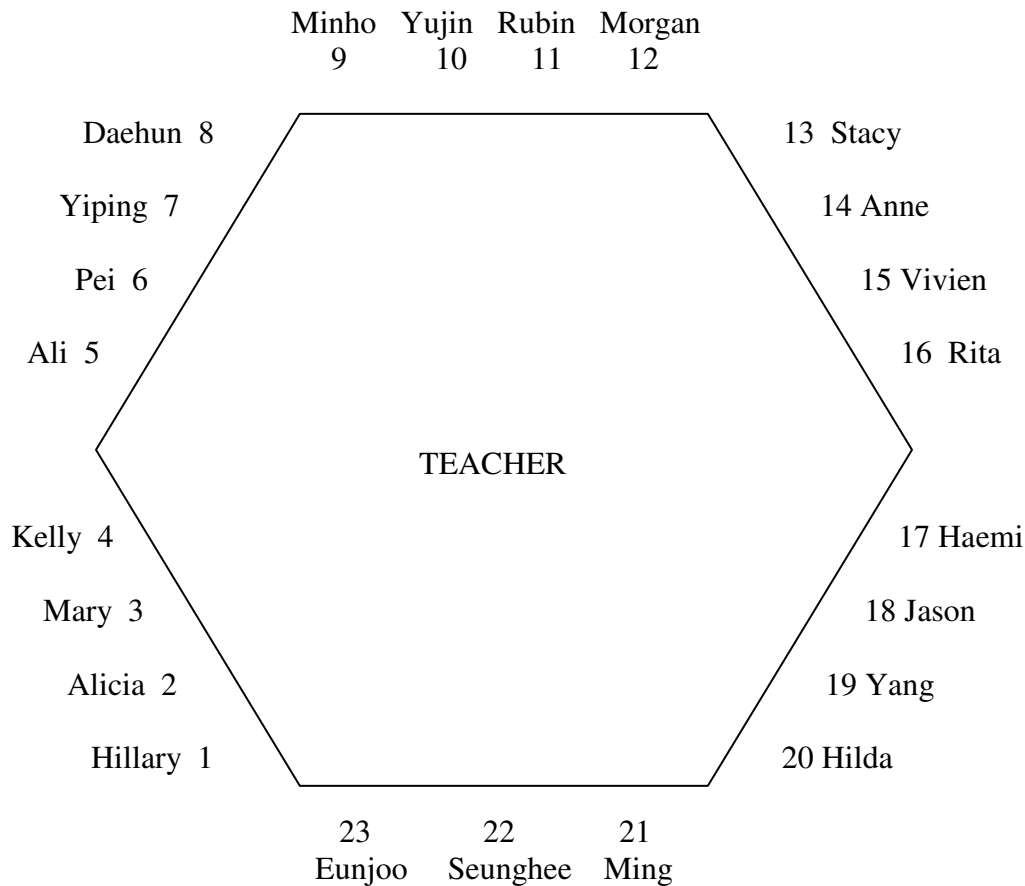 Minho Yujin Rubin Morgan
9 10 11 12
Daehun 8
13 Stacy
Yiping 7
14 Anne
Pei 6
15 Vivien
Ali 5
16 Rita
TEACHER
Kelly 4
17 Haemi
Mary 3
18 Jason
Alicia 2
19 Yang
Hillary 1
20 Hilda
23 22 21
Eunjoo Seunghee Ming